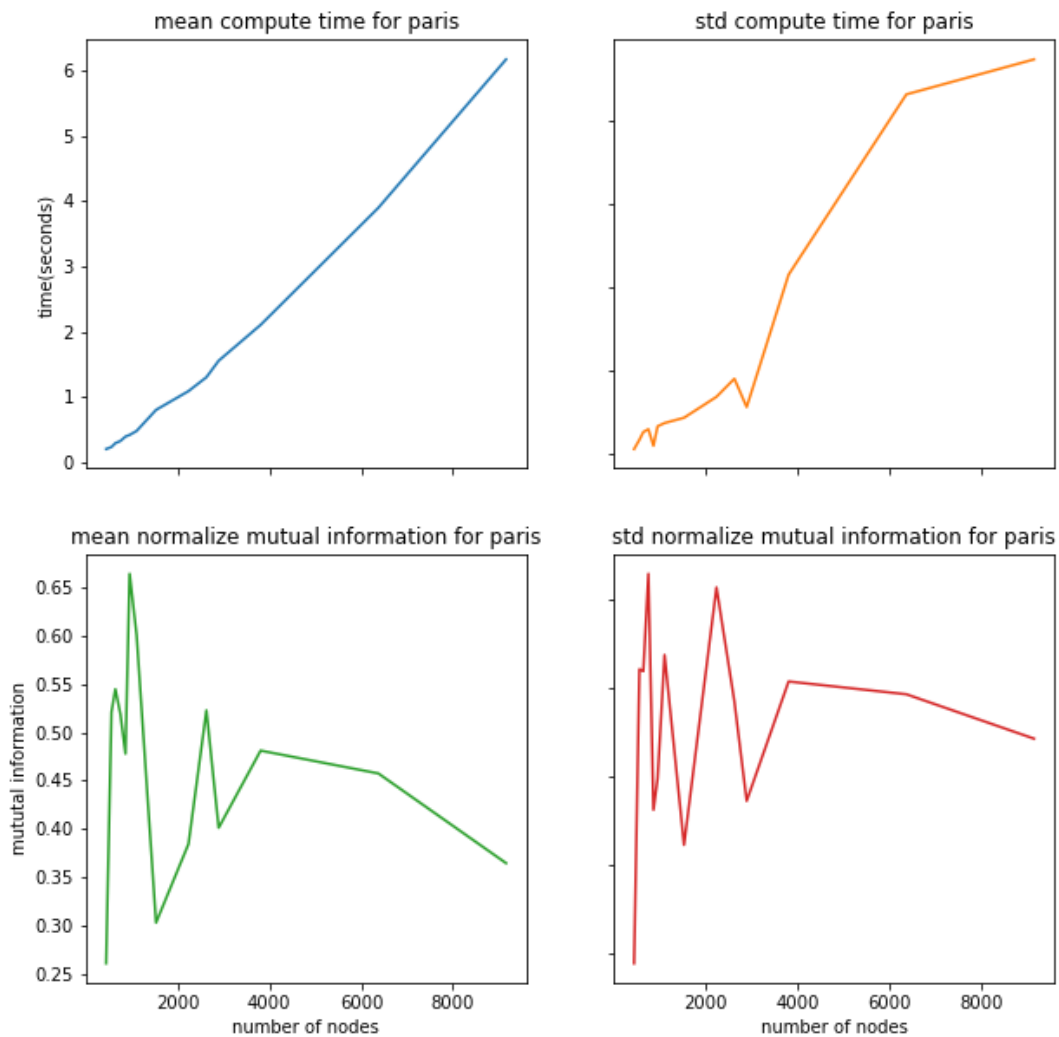 mean compute time for paris
std compute time for paris
time(seconds)
6
5
4
3
2
1
0
mean normalize mutual information for paris
std normalize mutual information for paris
mututal information
0.65
0.60
0.55
0.50
0.45
0.40
0.35
0.30
0.25
2000 4000 6000 8000
number of nodes
2000 4000 6000 8000
number of nodes